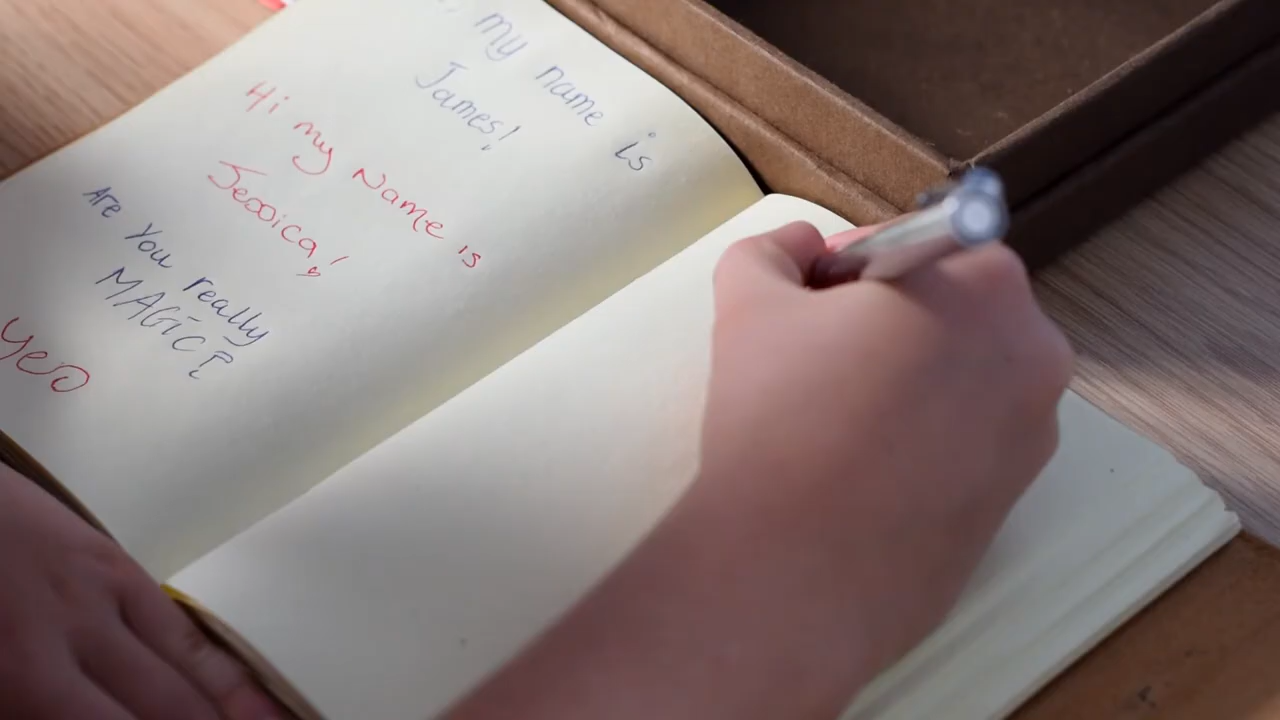 my name is
James!
Hi my Name is
Jessica!
Are You really
MAGIC?
Yes